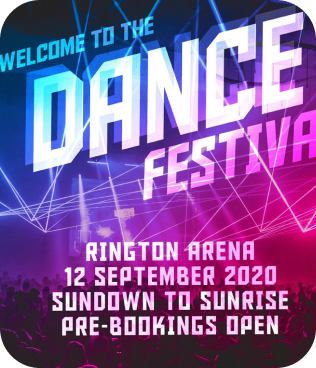 WELCOME TO THE
DANCE
FESTIVA
RINGTON ARENA
12 SEPTEMBER 2020
SUNDOWN TO SUNRISE
PRE-BOOKINGS OPEN